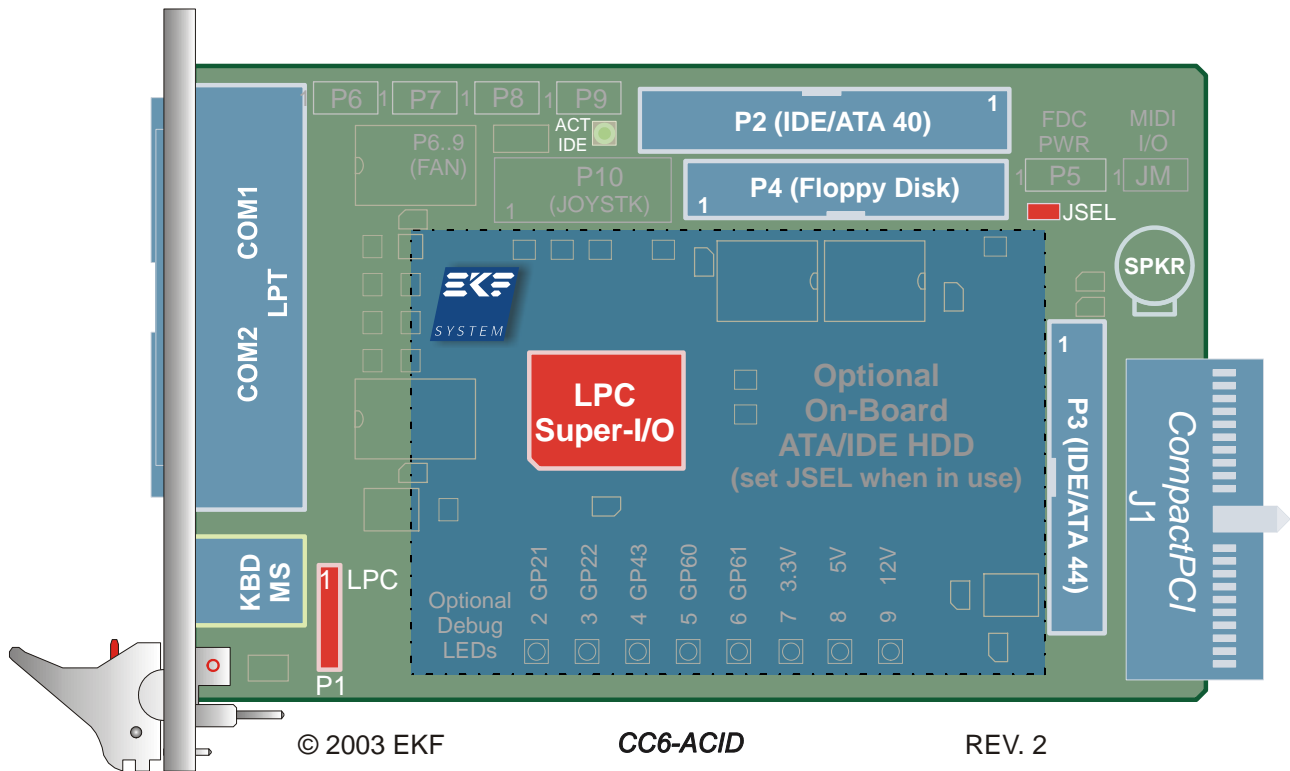 1 P6 1 P7 1 P8 1 P9
ACT
IDE
P6..9
(FAN)
P10
1 (JOYSTK)
P2 (IDE/ATA 40) 1
P4 (Floppy Disk)
1
FDC
PWR
1 P5
MIDI
I/O
1 JM
JSEL
SPKR
COM1
COM2
LPT
EKF
SYSTEM
LPC
Super-I/O
Optional
On-Board
ATA/IDE HDD
(set JSEL when in use)
1
P3 (IDE/ATA 44)
CompactPCI
J1
KBD
MS
1 LPC
P1
Optional
Debug
LEDs
2 GP21
3 GP22
4 GP43
5 GP60
6 GP61
7 3.3V
8 5V
9 12V
© 2003 EKF CC6-ACID REV. 2